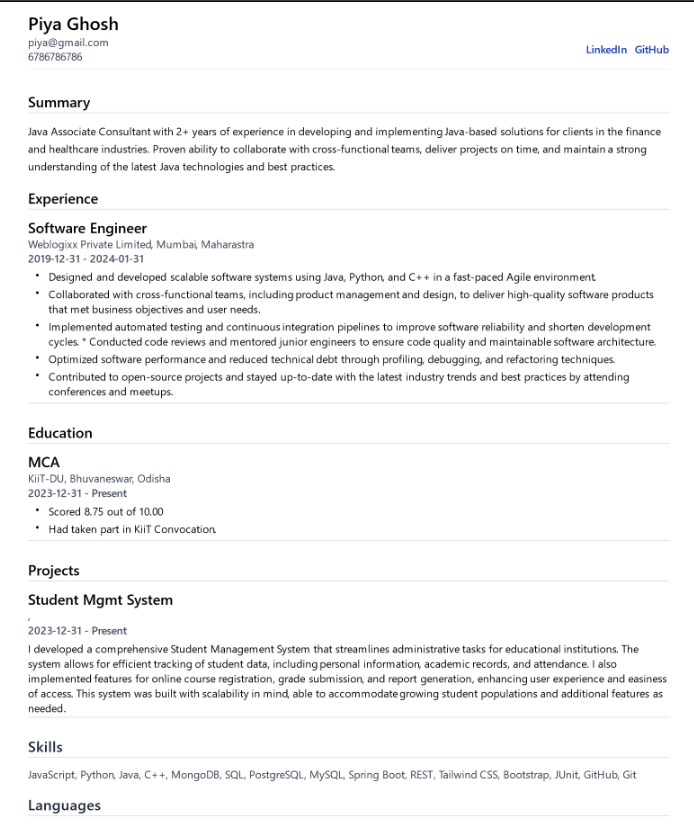 Piya Ghosh
piya@gmail.com
6786786786
LinkedIn GitHub
Summary
Java Associate Consultant with 2+ years of experience in developing and implementing Java-based solutions for clients in the finance
and healthcare industries. Proven ability to collaborate with cross-functional teams, deliver projects on time, and maintain a strong
understanding of the latest Java technologies and best practices.
Experience
Software Engineer
Weblogixx Private Limited, Mumbai, Maharastra
2019-12-31 - 2024-01-31
• Designed and developed scalable software systems using Java, Python, and C++ in a fast-paced Agile environment.
• Collaborated with cross-functional teams, including product management and design, to deliver high-quality software products
that met business objectives and user needs.
• Implemented automated testing and continuous integration pipelines to improve software reliability and shorten development
cycles. * Conducted code reviews and mentored junior engineers to ensure code quality and maintainable software architecture.
• Optimized software performance and reduced technical debt through profiling, debugging, and refactoring techniques.
• Contributed to open-source projects and stayed up-to-date with the latest industry trends and best practices by attending
conferences and meetups.
Education
MCA
KiiT-DU, Bhuvaneswar, Odisha
2023-12-31 - Present
• Scored 8.75 out of 10.00
• Had taken part in KiiT Convocation.
Projects
Student Mgmt System
,
2023-12-31 - Present
I developed a comprehensive Student Management System that streamlines administrative tasks for educational institutions. The
system allows for efficient tracking of student data, including personal information, academic records, and attendance. I also
implemented features for online course registration, grade submission, and report generation, enhancing user experience and easiness
of access. This system was built with scalability in mind, able to accommodate growing student populations and additional features as
needed.
Skills
JavaScript, Python, Java, C++, MongoDB, SQL, PostgreSQL, MySQL, Spring Boot, REST, Tailwind CSS, Bootstrap, JUnit, GitHub, Git
Languages